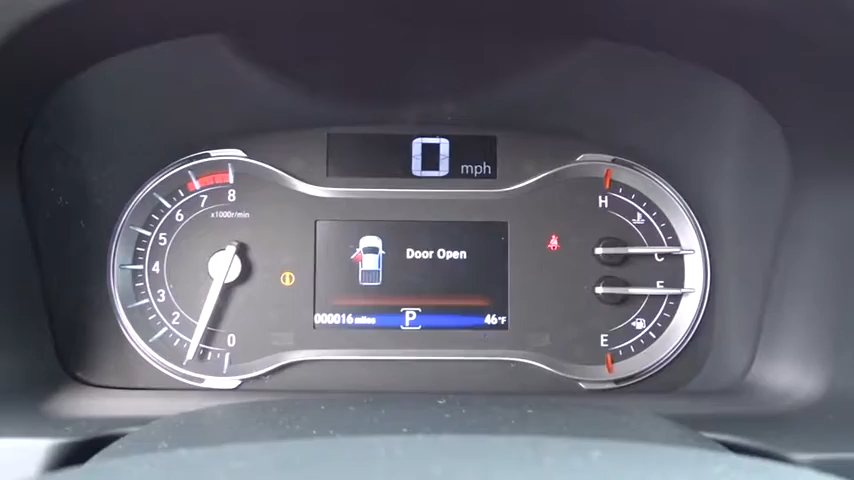 0 mph
8
7
6
5
4
3
2
1
0
x1000r/min
Door Open
000016 miles P 46°F
H
C
F
E